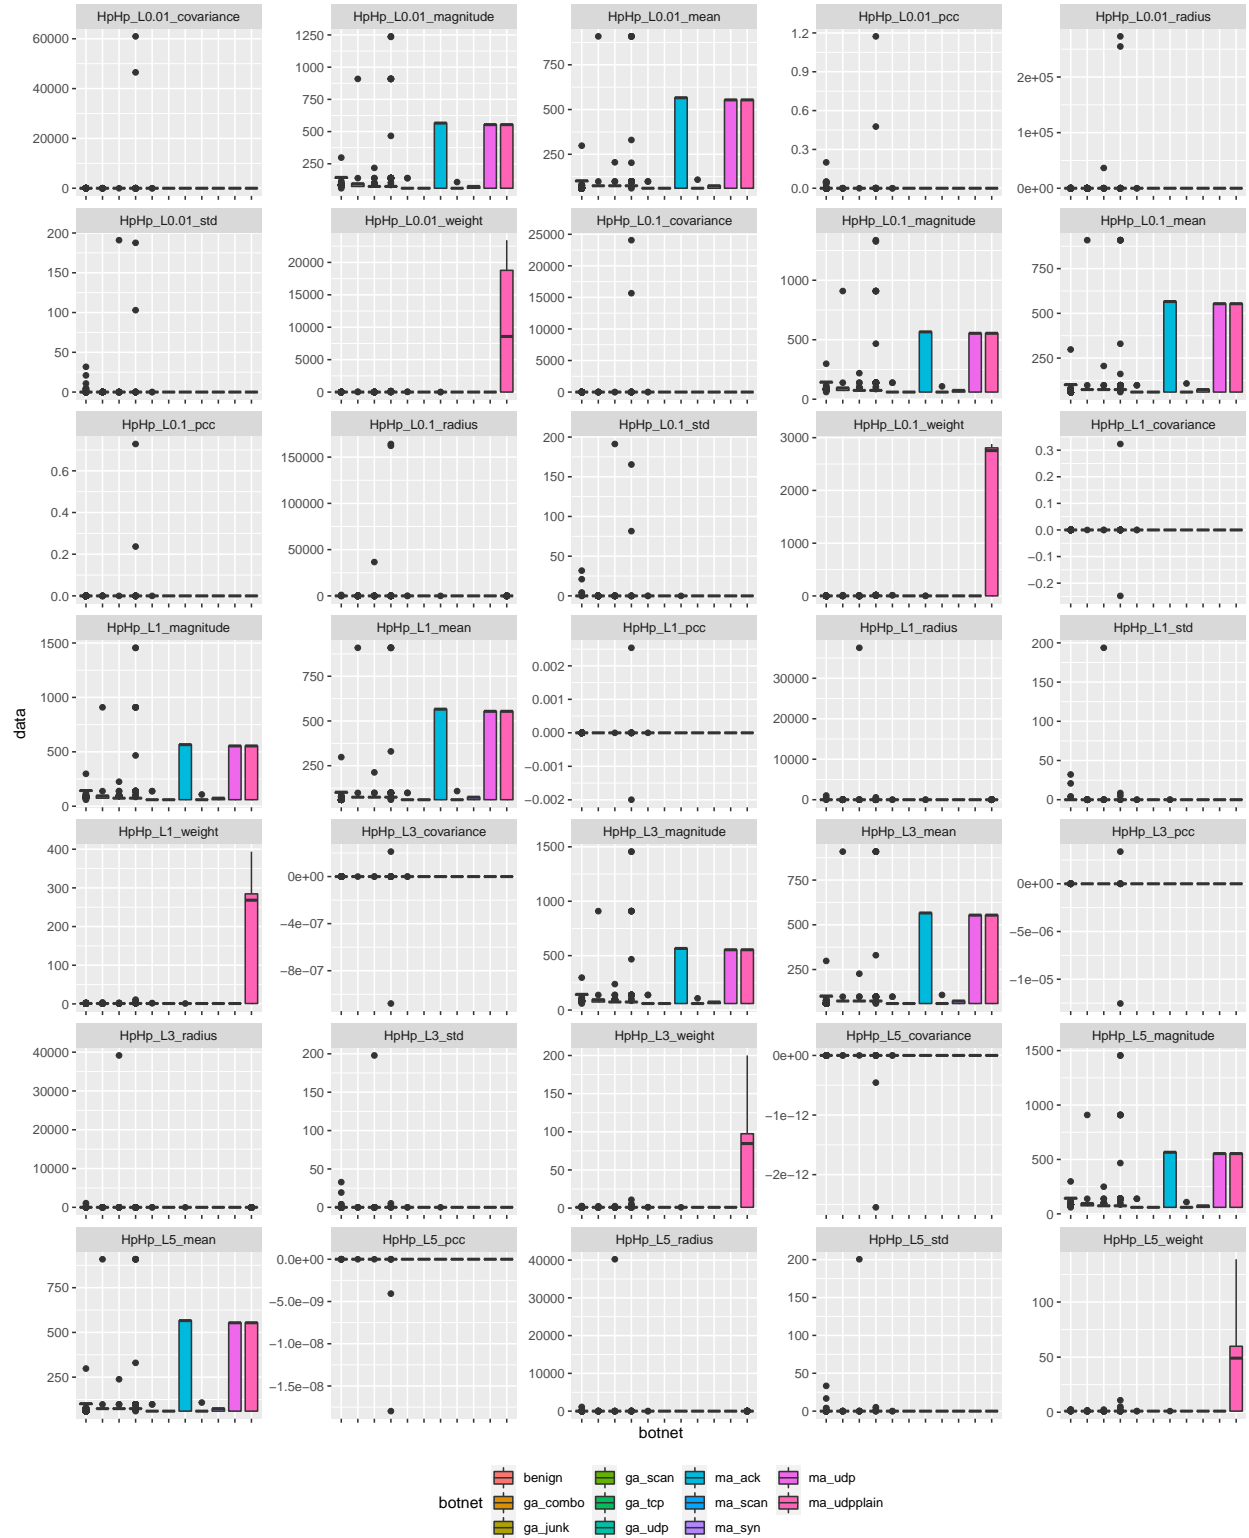 HpHp_L0.01_covariance
HpHp_L0.01_magnitude
HpHp_L0.01_mean
HpHp_L0.01_pcc
HpHp_L0.01_radius
60000
40000
20000
0
1250
1000
750
500
250
750
500
250
1.2
0.9
0.6
0.3
0.0
2e+05
1e+05
0e+00
HpHp_L0.01_std
HpHp_L0.01_weight
HpHp_L0.1_covariance
HpHp_L0.1_magnitude
HpHp_L0.1_mean
200
150
100
50
0
20000
15000
10000
5000
0
25000
20000
15000
10000
5000
0
1000
500
0
750
500
250
HpHp_L0.1_pcc
HpHp_L0.1_radius
HpHp_L0.1_std
HpHp_L0.1_weight
HpHp_L1_covariance
0.6
0.4
0.2
0.0
150000
100000
50000
0
200
150
100
50
0
3000
2000
1000
0
0.3
0.2
0.1
0.0
−0.1
−0.2
HpHp_L1_magnitude
HpHp_L1_mean
HpHp_L1_pcc
HpHp_L1_radius
HpHp_L1_std
1500
1000
500
0
750
500
250
0.002
0.001
0.000
−0.001
−0.002
30000
20000
10000
0
200
150
100
50
0
data
HpHp_L1_weight
HpHp_L3_covariance
HpHp_L3_magnitude
HpHp_L3_mean
HpHp_L3_pcc
400
300
200
100
0
0e+00
−4e−07
−8e−07
1500
1000
500
0
750
500
250
0e+00
−5e−06
−1e−05
HpHp_L3_radius
HpHp_L3_std
HpHp_L3_weight
HpHp_L5_covariance
HpHp_L5_magnitude
40000
30000
20000
10000
0
200
150
100
50
0
200
150
100
50
0
0e+00
−1e−12
−2e−12
1500
1000
500
0
HpHp_L5_mean
HpHp_L5_pcc
HpHp_L5_radius
HpHp_L5_std
HpHp_L5_weight
750
500
250
0.0e+00
−5.0e−09
−1.0e−08
−1.5e−08
40000
30000
20000
10000
0
200
150
100
50
0
100
50
0
botnet
botnet
benign
ga_combo
ga_junk
ga_scan
ga_tcp
ga_udp
ma_ack
ma_scan
ma_syn
ma_udp
ma_udpplain